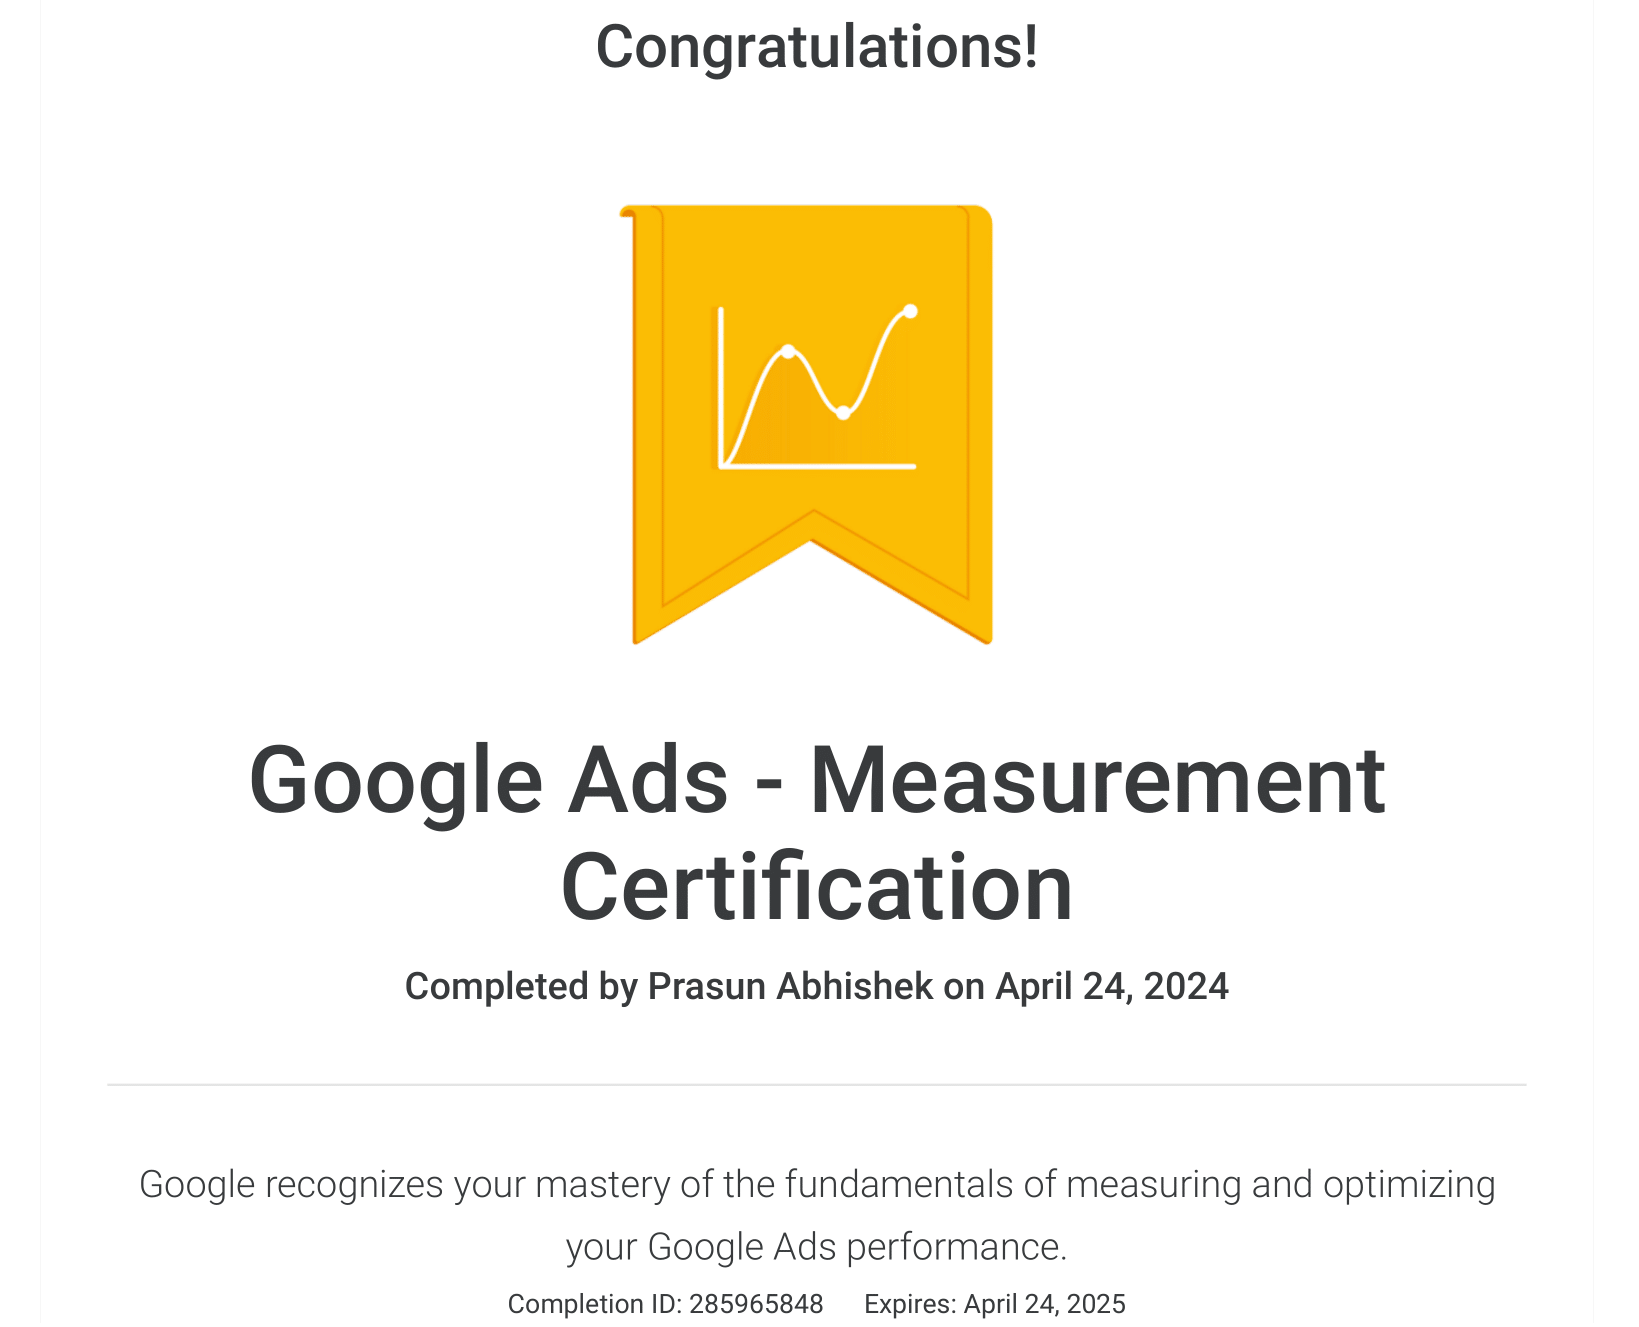 Congratulations!
Google Ads - Measurement
Certification
Completed by Prasun Abhishek on April 24, 2024
Google recognizes your mastery of the fundamentals of measuring and optimizing
your Google Ads performance.
Completion ID: 285965848 Expires: April 24, 2025